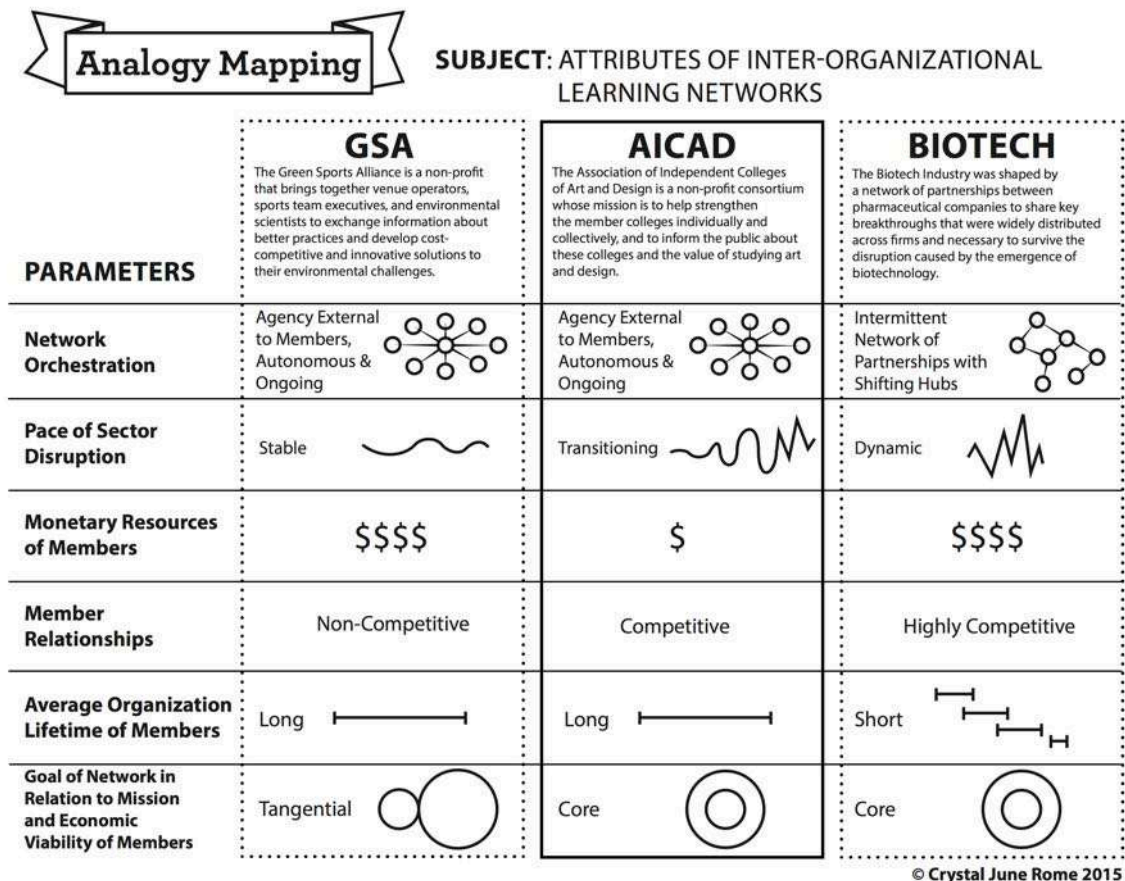 Analogy Mapping
SUBJECT: ATTRIBUTES OF INTER-ORGANIZATIONAL
LEARNING NETWORKS
PARAMETERS
GSA
The Green Sports Alliance is a non-profit
that brings together venue operators,
sports team executives, and environmental
scientists to exchange information about
better practices and develop cost-
competitive and innovative solutions to
their environmental challenges.
AICAD
The Association of Independent Colleges
of Art and Design is a non-profit consortium
whose mission is to help strengthen
the member colleges individually and
collectively, and to inform the public about
these colleges and the value of studying art
and design.
BIOTECH
The Biotech Industry was shaped by
a network of partnerships between
pharmaceutical companies to share key
breakthroughs that were widely distributed
across firms and necessary to survive the
disruption caused by the emergence of
biotechnology.
Network
Orchestration
Agency External
to Members,
Autonomous &
Ongoing
Agency External
to Members,
Autonomous &
Ongoing
Intermittent
Network of
Partnerships with
Shifting Hubs
Pace of Sector
Disruption
Stable
Transitioning
Dynamic
Monetary Resources
of Members
$$$$
$
$$$$
Member
Relationships
Non-Competitive
Competitive
Highly Competitive
Average Organization
Lifetime of Members
Long
Long
Short
Goal of Network in
Relation to Mission
and Economic
Viability of Members
Tangential
Core
Core
© Crystal June Rome 2015